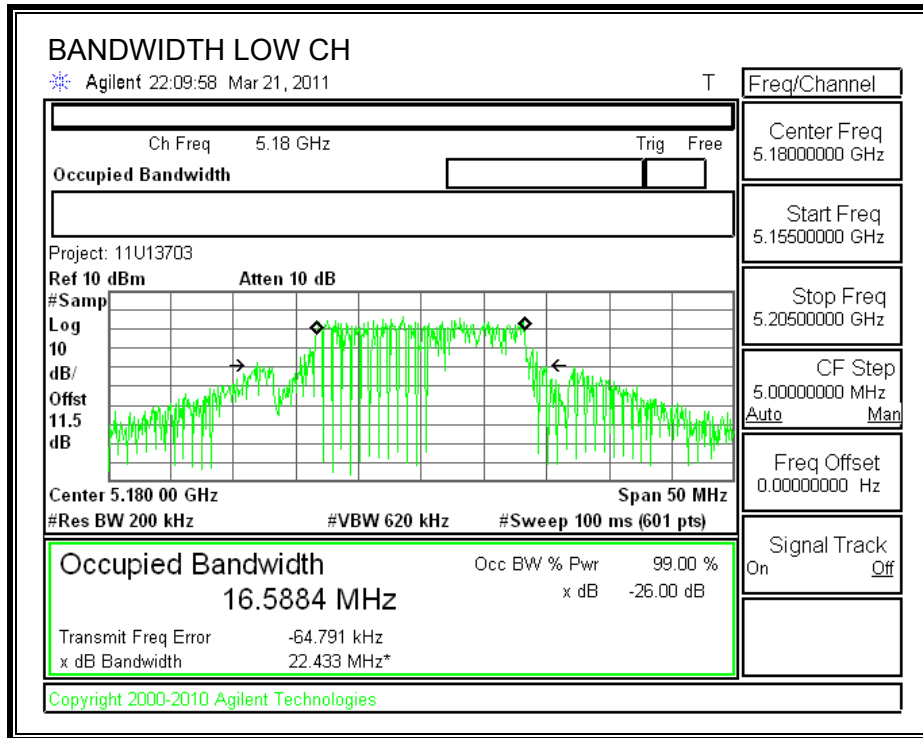 BANDWIDTH LOW CH
Agilent 22:09:58 Mar 21, 2011 T
Freq/Channel
Ch Freq 5.18 GHz Trig Free
Occupied Bandwidth
Center Freq
5.18000000 GHz
Start Freq
5.15500000 GHz
Stop Freq
5.20500000 GHz
CF Step
5.00000000 MHz
Auto Man
Freq Offset
0.00000000 Hz
Signal Track
On Off
Project: 11U13703
Ref 10 dBm Atten 10 dB
#Samp
Log
10
dB/
Offst
11.5
dB
Center 5.180 00 GHz Span 50 MHz
#Res BW 200 kHz #VBW 620 kHz #Sweep 100 ms (601 pts)
Occupied Bandwidth
16.5884 MHz
Occ BW % Pwr 99.00 %
x dB -26.00 dB
Transmit Freq Error -64.791 kHz
x dB Bandwidth 22.433 MHz*
Copyright 2000-2010 Agilent Technologies